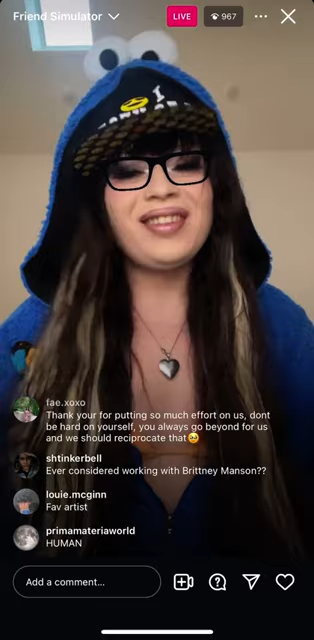 Friend Simulator
LIVE
967
I
fae.xoxo
Thank your for putting so much effort on us, dont
be hard on yourself, you always go beyond for us
and we should reciprocate that🥹
shtinkerbell
Ever considered working with Brittney Manson??
louie.mcginn
Fav artist
primamateriaworld
HUMAN
Add a comment...